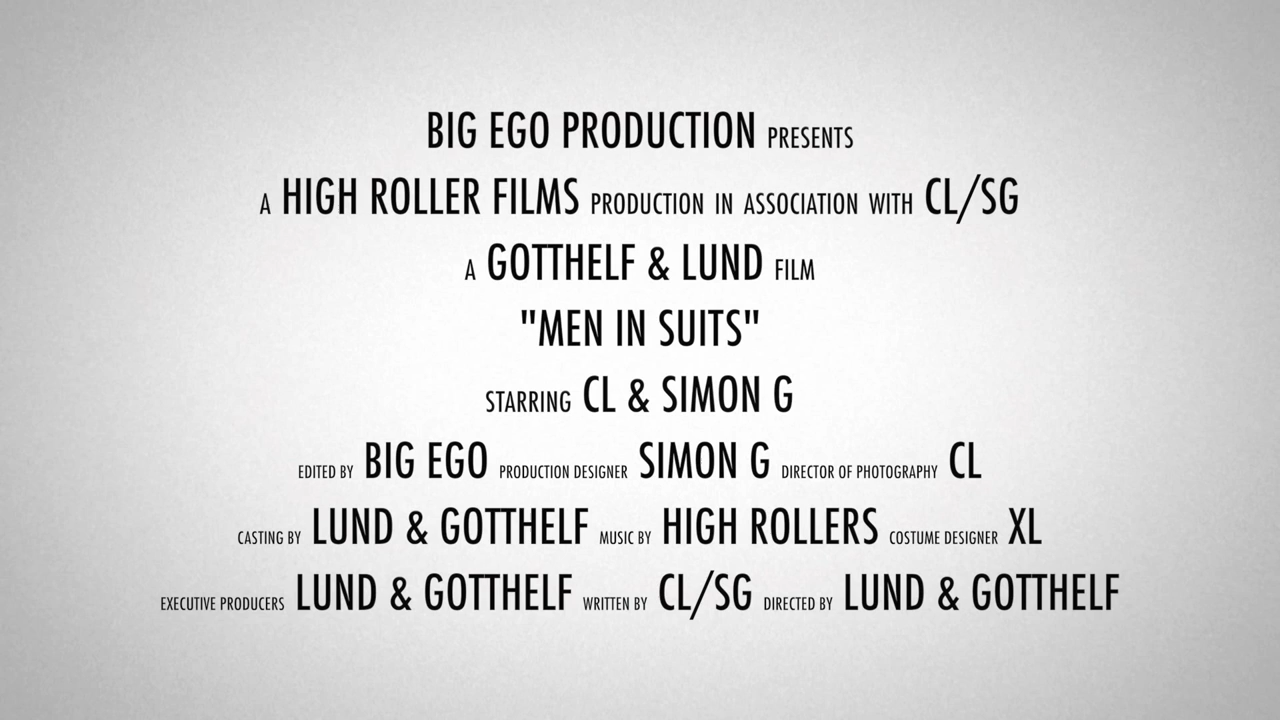 BIG EGO PRODUCTION PRESENTS
A HIGH ROLLER FILMS PRODUCTION IN ASSOCIATION WITH CL/SG
A GOTTHELF & LUND FILM
"MEN IN SUITS"
STARRING CL & SIMON G
EDITED BY BIG EGO PRODUCTION DESIGNER SIMON G DIRECTOR OF PHOTOGRAPHY CL
CASTING BY LUND & GOTTHELF MUSIC BY HIGH ROLLERS COSTUME DESIGNER XL
EXECUTIVE PRODUCERS LUND & GOTTHELF WRITTEN BY CL/SG DIRECTED BY LUND & GOTTHELF